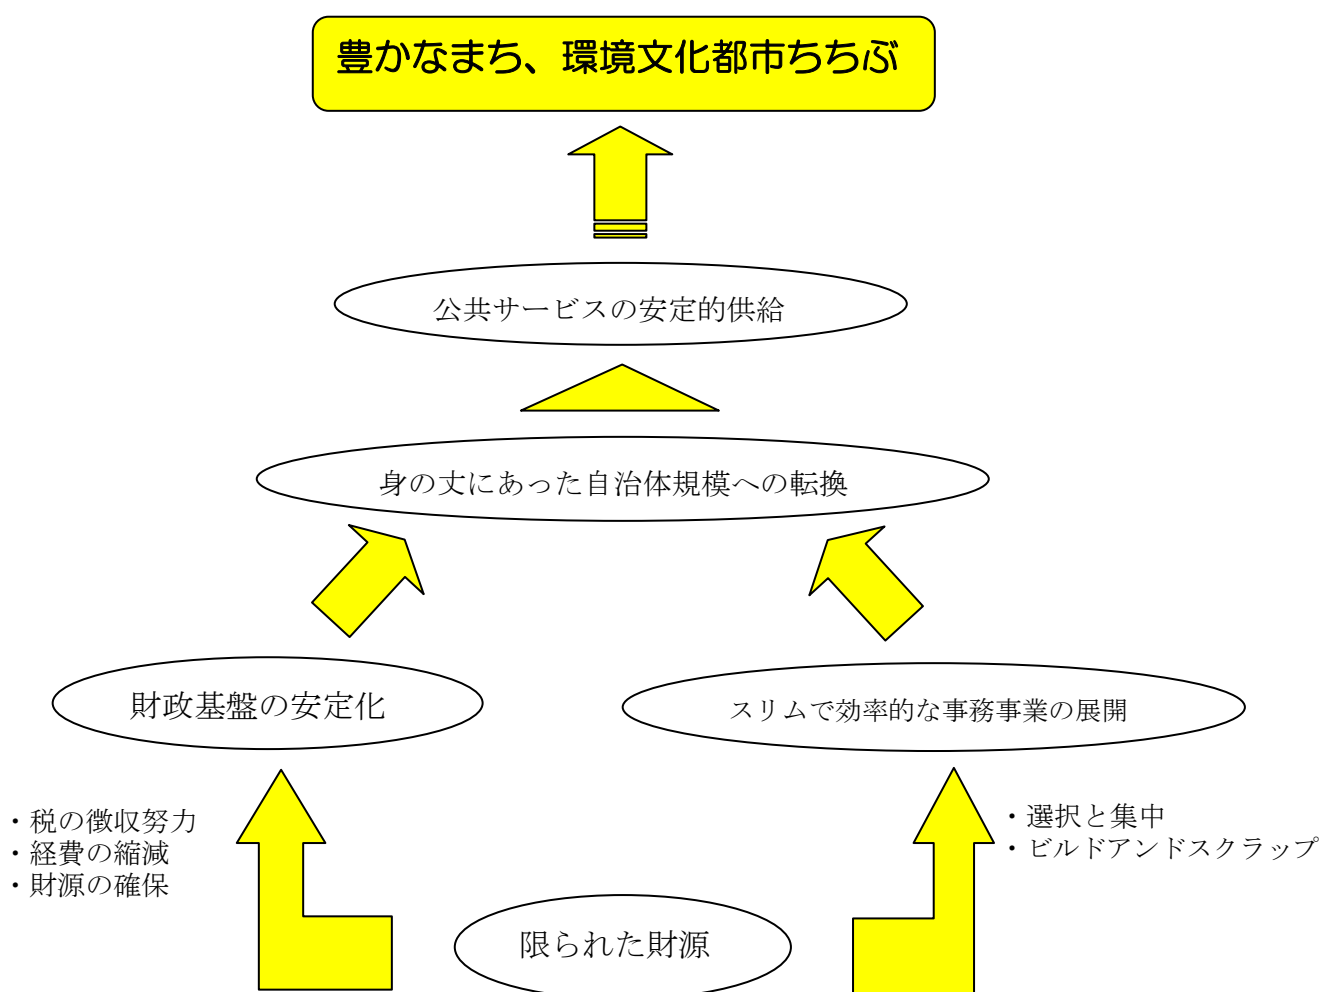 豊かなまち、環境文化都市ちちぶ
公共サービスの安定的供給
身の丈にあった自治体規模への転換
財政基盤の安定化
スリムで効率的な事務事業の展開
・税の徴収努力
・経費の縮減
・財源の確保
・選択と集中
・ビルドアンドスクラップ
限られた財源